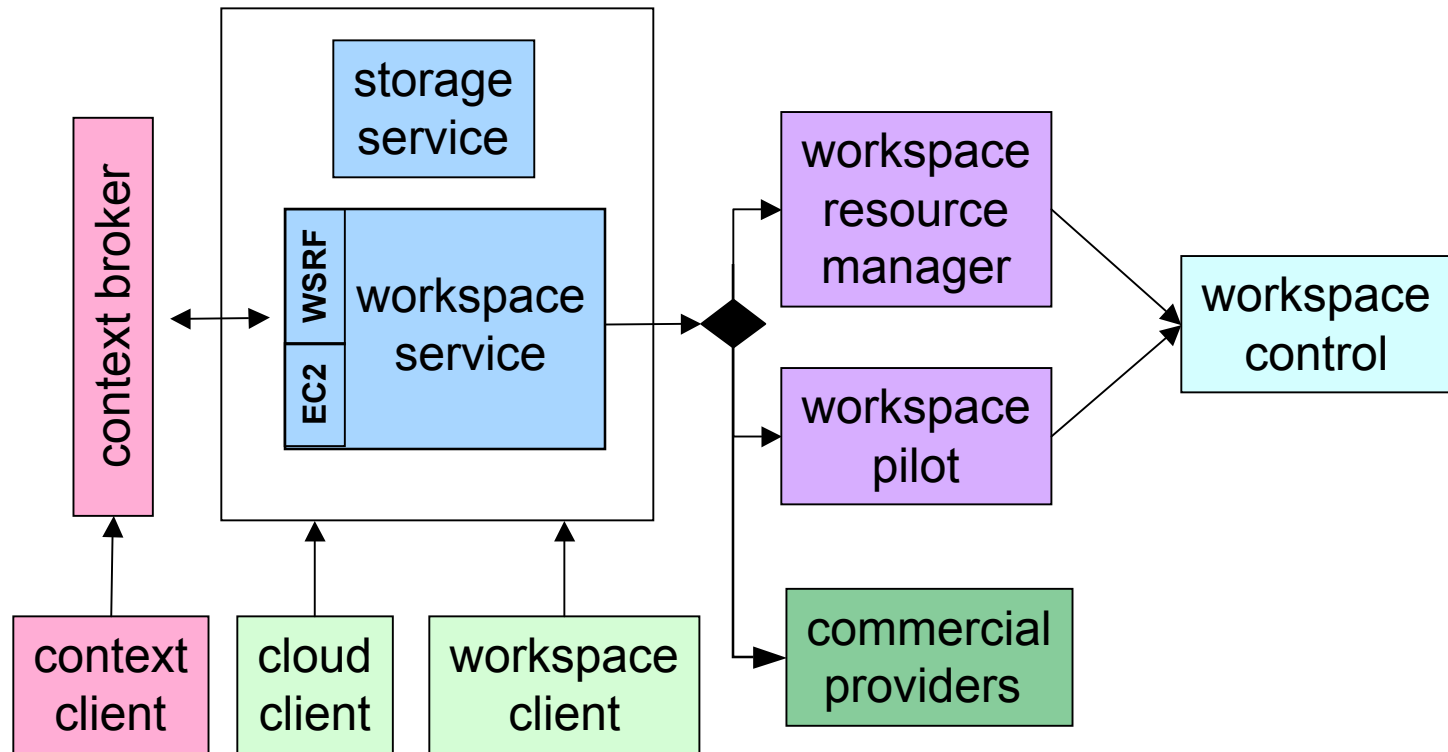 storage
service
context broker
WSRF
EC2
workspace
service
workspace
resource
manager
workspace
pilot
workspace
control
commercial
providers
context
client
cloud
client
workspace
client